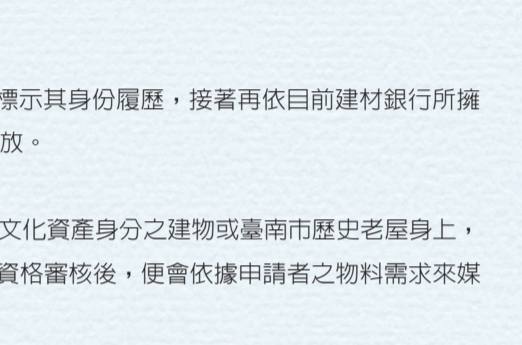 標示其身份履歷，接著再依目前建材銀行所擁
放。
文化資產身分之建物或臺南市歷史老屋身上，
資格審核後，便會依據申請者之物料需求來媒